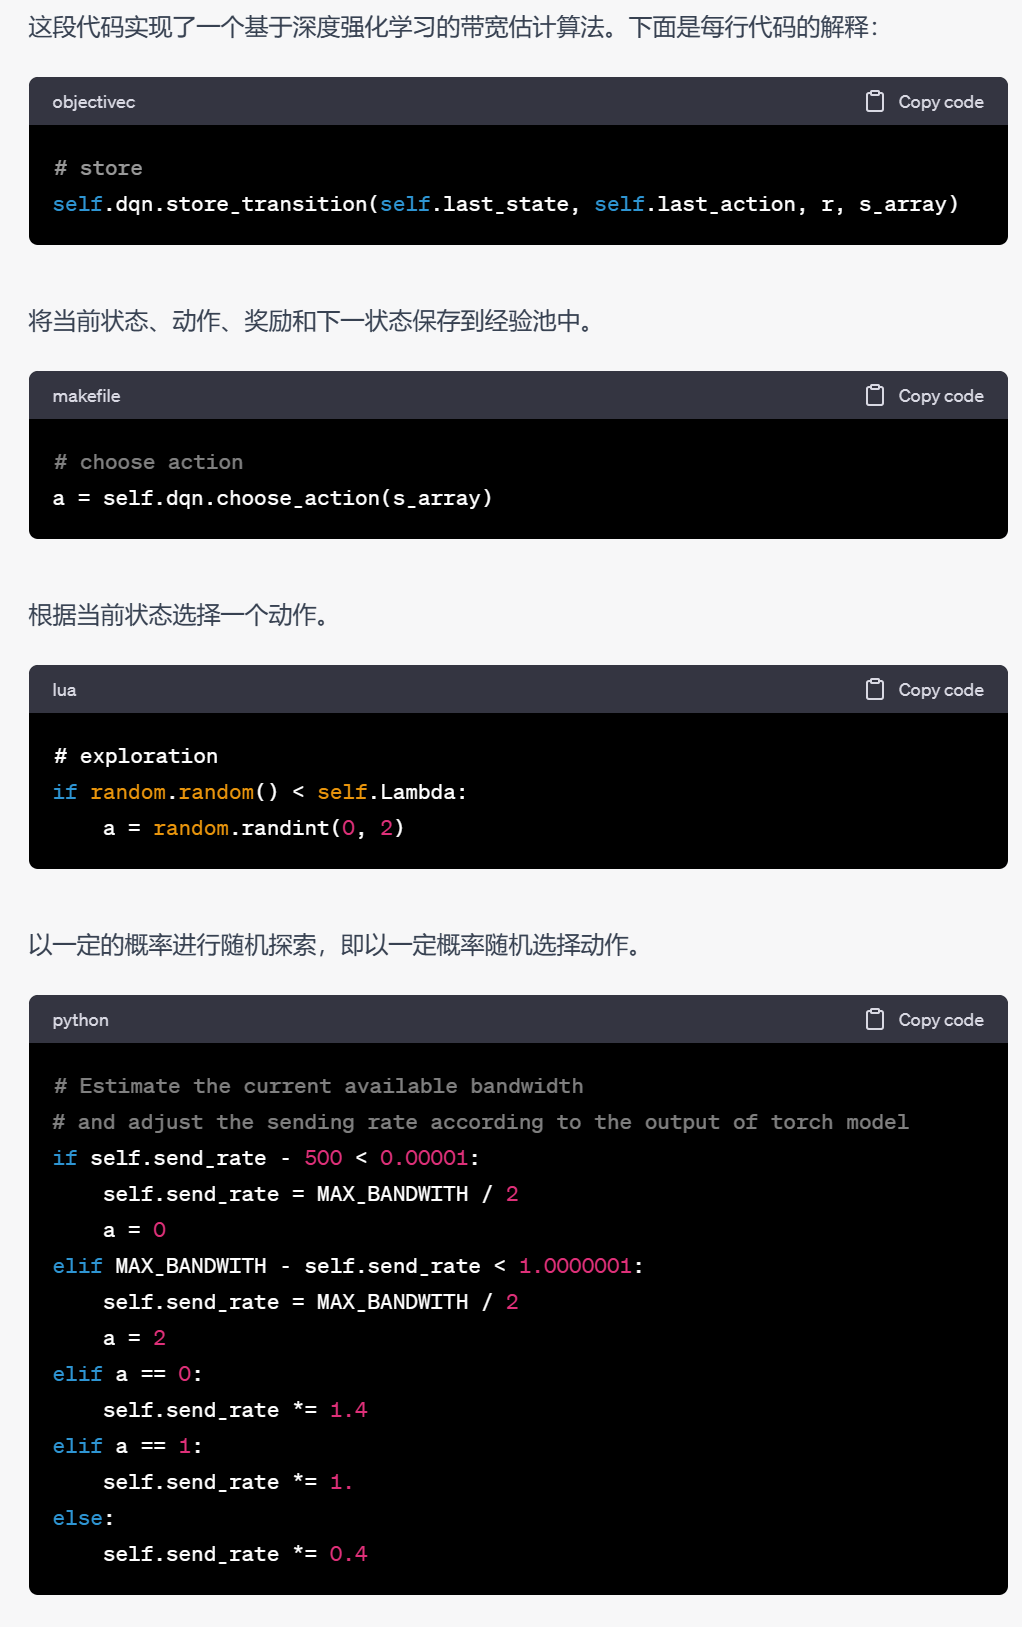 这段代码实现了一个基于深度强化学习的带宽估计算法。下面是每行代码的解释：
objectivec Copy code
# store
self.dqn.store_transition(self.last_state, self.last_action, r, s_array)
将当前状态、动作、奖励和下一状态保存到经验池中。
makefile Copy code
# choose action
a = self.dqn.choose_action(s_array)
根据当前状态选择一个动作。
lua Copy code
# exploration
if random.random() < self.Lambda:
    a = random.randint(0, 2)
以一定的概率进行随机探索，即以一定概率随机选择动作。
python Copy code
# Estimate the current available bandwidth
# and adjust the sending rate according to the output of torch model
if self.send_rate - 500 < 0.00001:
    self.send_rate = MAX_BANDWITH / 2
    a = 0
elif MAX_BANDWITH - self.send_rate < 1.0000001:
    self.send_rate = MAX_BANDWITH / 2
    a = 2
elif a == 0:
    self.send_rate *= 1.4
elif a == 1:
    self.send_rate *= 1.
else:
    self.send_rate *= 0.4